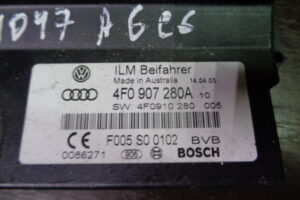 1047 A6 C6
ILM Beifahrer
Made in Australia 14.04.05
4F0 907 280A 10
SW: 4F0910 280 005
F005 S0 0102 BVB
0086271 906 BOSCH